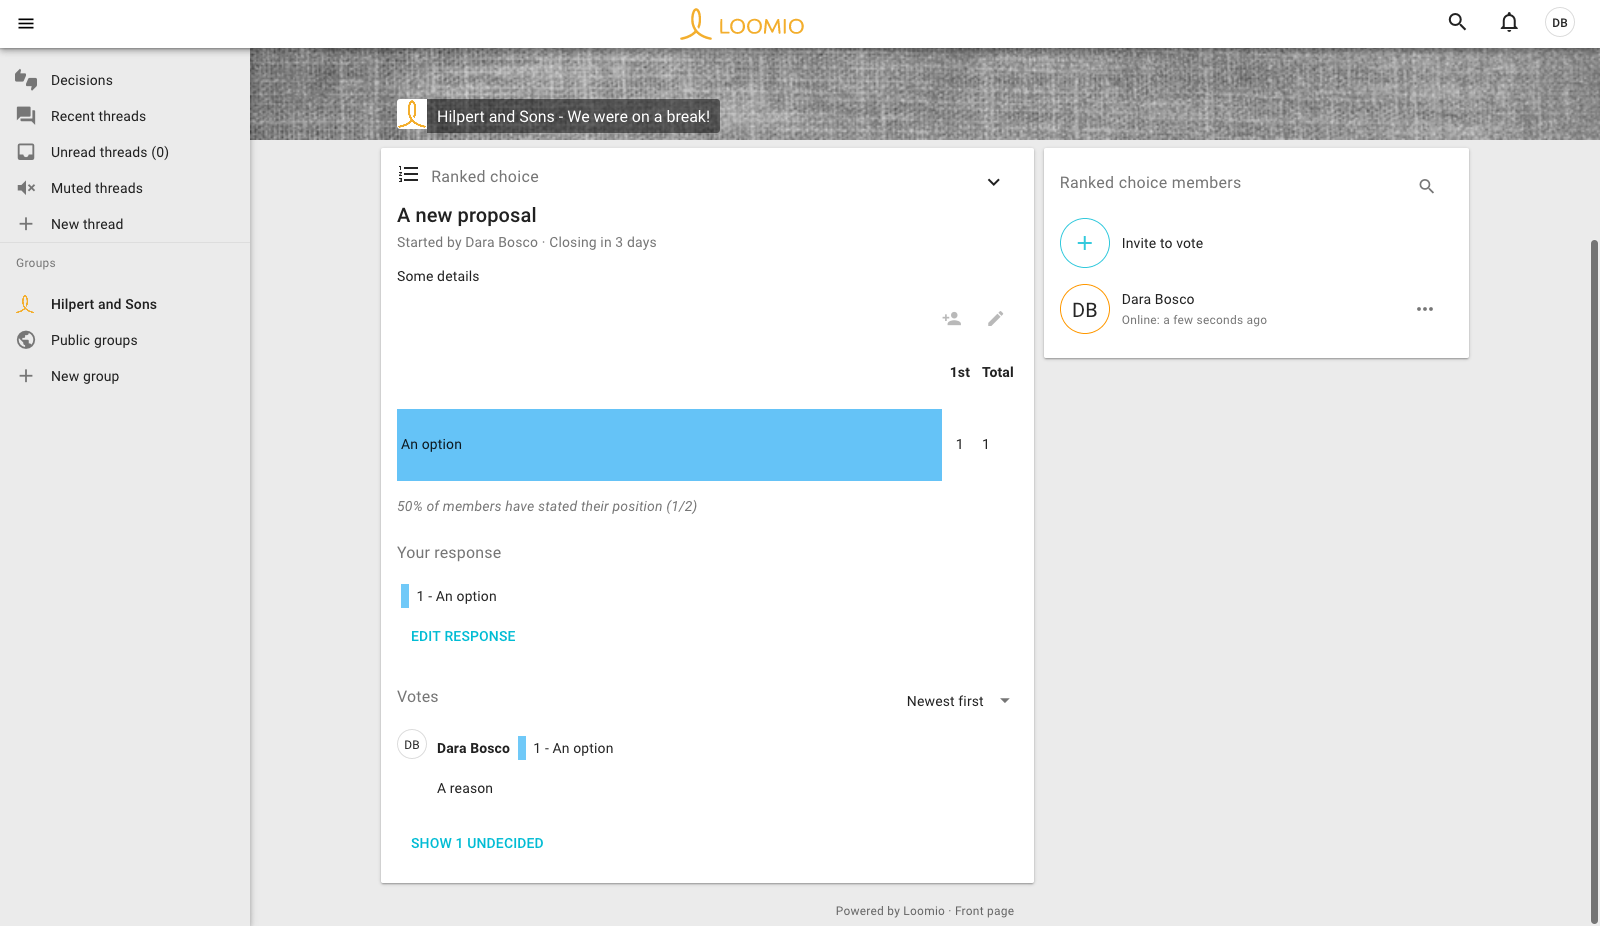 LOOMIO
DB
Decisions
Recent threads
Unread threads (0)
Muted threads
New thread
Groups
Hilpert and Sons
Public groups
New group
Hilpert and Sons - We were on a break!
Ranked choice
A new proposal
Started by Dara Bosco · Closing in 3 days
Some details
1st Total
An option 1 1
50% of members have stated their position (1/2)
Your response
1 - An option
EDIT RESPONSE
Votes
Newest first
DB Dara Bosco 1 - An option
A reason
SHOW 1 UNDECIDED
Ranked choice members
Invite to vote
DB
Dara Bosco
Online: a few seconds ago
Powered by Loomio · Front page